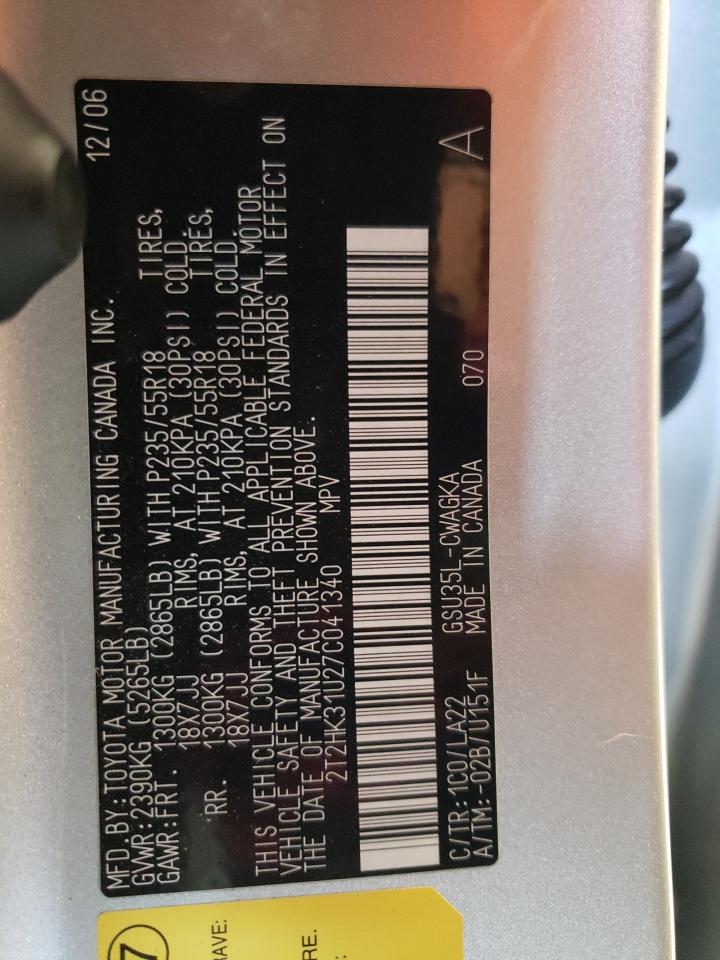 MFD.BY:TOYOTA MOTOR MANUFACTURING CANADA INC. 12/06
GVWR:2390KG (5265LB)
GAWR:FRT. 1300KG (2865LB) WITH P235/55R18 TIRES,
18X7JJ RIMS, AT 210KPA (30PSI) COLD.
RR. 1300KG (2865LB) WITH P235/55R18 TIRES,
18X7JJ RIMS, AT 210KPA (30PSI) COLD.
THIS VEHICLE CONFORMS TO ALL APPLICABLE FEDERAL MOTOR
VEHICLE SAFETY AND THEFT PREVENTION STANDARDS IN EFFECT ON
THE DATE OF MANUFACTURE SHOWN ABOVE.
2T2HK31U27C041340 MPV
C/TR:1C0/LA22 GSU35L-CWAGKA A
A/TM:-02B/U151F MADE IN CANADA 070
7
RAVE:
RE.